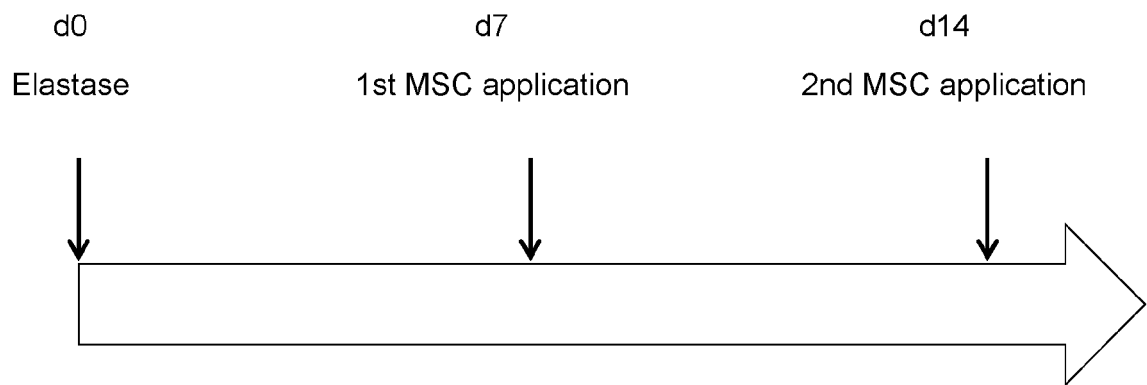 d0
Elastase
d7
1st MSC application
d14
2nd MSC application